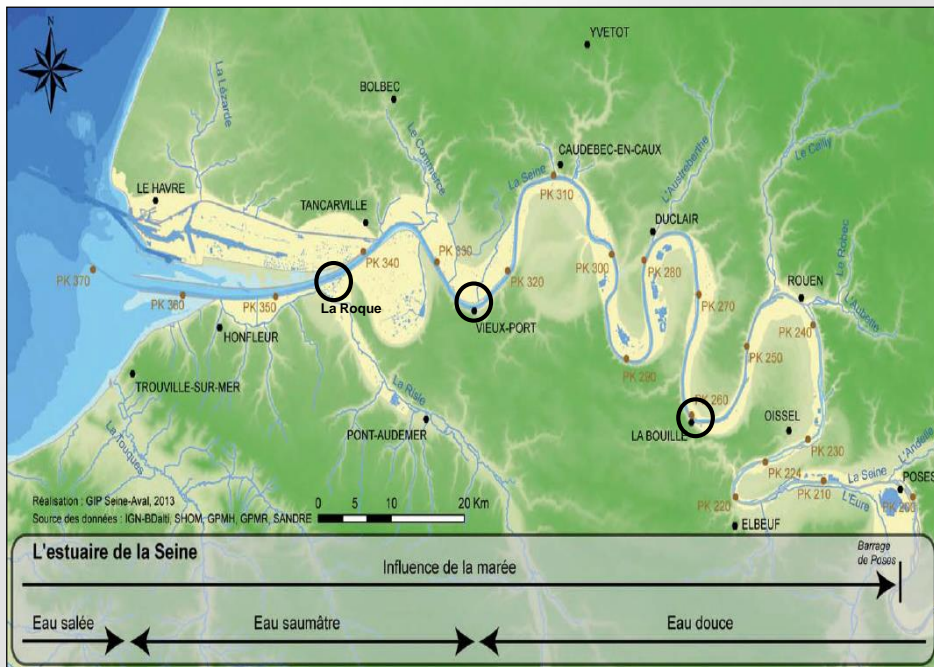 N
YVETOT
BOLBEC
La Lézarde
Le Commerce
La Seine
CAUDEBEC-EN-CAUX
PK 310
L'Austreberthe
Le Cailly
LE HAVRE
TANCARVILLE
DUCLAIR
Le Robec
PK 340
PK 330
PK 320
PK 300
PK 280
PK 370
PK 360
PK 350
La Roque
VIEUX-PORT
PK 270
ROUEN
L'Aubette
HONFLEUR
PK 240
PK 250
PK 290
TROUVILLE-SUR-MER
La Risle
PK 260
La Touques
PONT-AUDEMER
LA BOUILLE
OISSEL
PK 230
L'Andelle
PK 224
La Seine
PK 210
POSES
L'Eure
PK 220
PK 200
ELBEUF
Réalisation : GIP Seine-Aval, 2013
0 10 20 Km
Source des données : IGN-BDalti, SHOM, GPMH, GPMR, SANDRE
L'estuaire de la Seine
Barrage
de Poses
Influence de la marée
Eau salée
Eau saumâtre
Eau douce